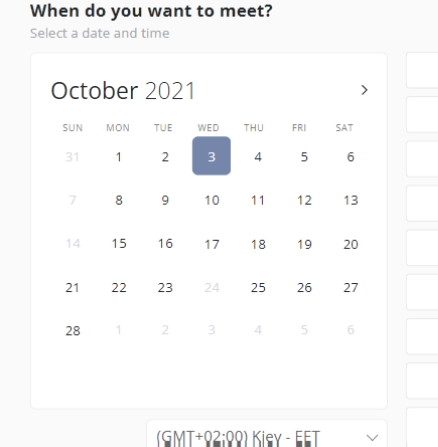 When do you want to meet?
Select a date and time
October 2021
SUN MON TUE WED THU FRI SAT
31 1 2 3 4 5 6
7 8 9 10 11 12 13
14 15 16 17 18 19 20
21 22 23 24 25 26 27
28 1 2 3 4 5 6
(GMT+02:00) Kiev - EET